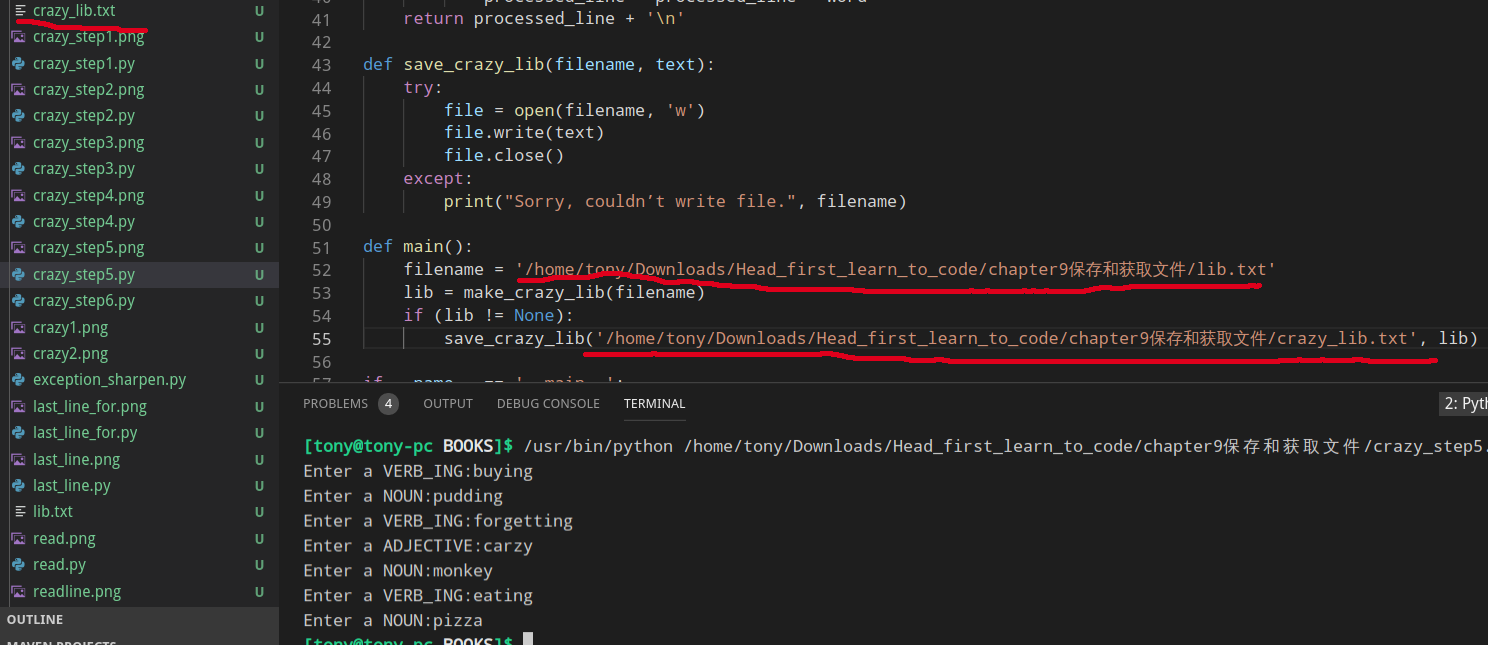 crazy_lib.txt U
crazy_step1.png U
crazy_step1.py U
crazy_step2.png U
crazy_step2.py U
crazy_step3.png U
crazy_step3.py U
crazy_step4.png U
crazy_step4.py U
crazy_step5.png U
crazy_step5.py U
crazy_step6.py U
crazy1.png U
crazy2.png U
exception_sharpen.py U
last_line_for.png U
last_line_for.py U
last_line.png U
last_line.py U
lib.txt U
read.png U
read.py U
readline.png U
OUTLINE
MAVEN PROJECTS
40 processed_line = processed_line + word
41 return processed_line + '\n'
42
43 def save_crazy_lib(filename, text):
44 try:
45 file = open(filename, 'w')
46 file.write(text)
47 file.close()
48 except:
49 print("Sorry, couldn’t write file.", filename)
50
51 def main():
52 filename = '/home/tony/Downloads/Head_first_learn_to_code/chapter9保存和获取文件/lib.txt'
53 lib = make_crazy_lib(filename)
54 if (lib != None):
55 save_crazy_lib('/home/tony/Downloads/Head_first_learn_to_code/chapter9保存和获取文件/crazy_lib.txt', lib)
56
57 if __name__ == '__main__':
PROBLEMS 4 OUTPUT DEBUG CONSOLE TERMINAL 2: Pyth
[tony@tony-pc BOOKS]$ /usr/bin/python /home/tony/Downloads/Head_first_learn_to_code/chapter9保存和获取文件/crazy_step5.
Enter a VERB_ING:buying
Enter a NOUN:pudding
Enter a VERB_ING:forgetting
Enter a ADJECTIVE:carzy
Enter a NOUN:monkey
Enter a VERB_ING:eating
Enter a NOUN:pizza
[tony@tony-pc BOOKS]$